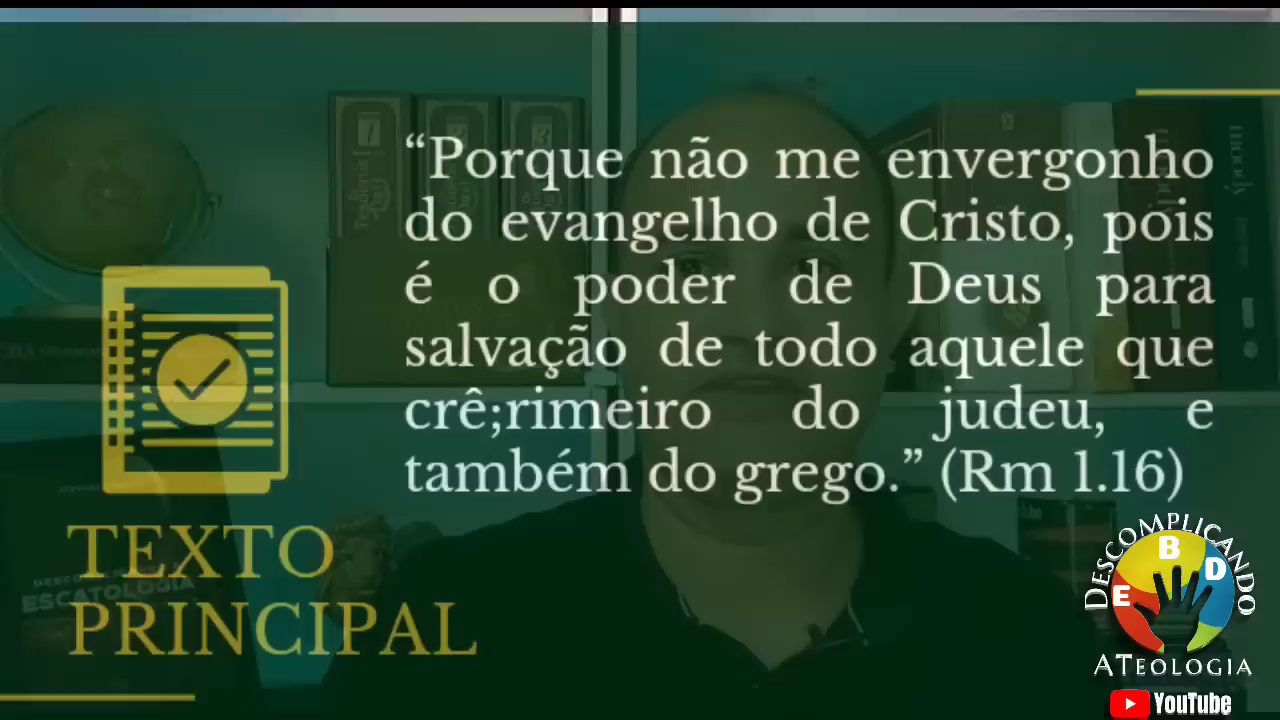 “Porque não me envergonho
do evangelho de Cristo, pois
é o poder de Deus para
salvação de todo aquele que
crê;rimeiro do judeu, e
também do grego.” (Rm 1.16)
TEXTO
PRINCIPAL
ESCATOLOGIA
DESCOMPLICANDO
E B D
ATEOLOGIA
YouTube